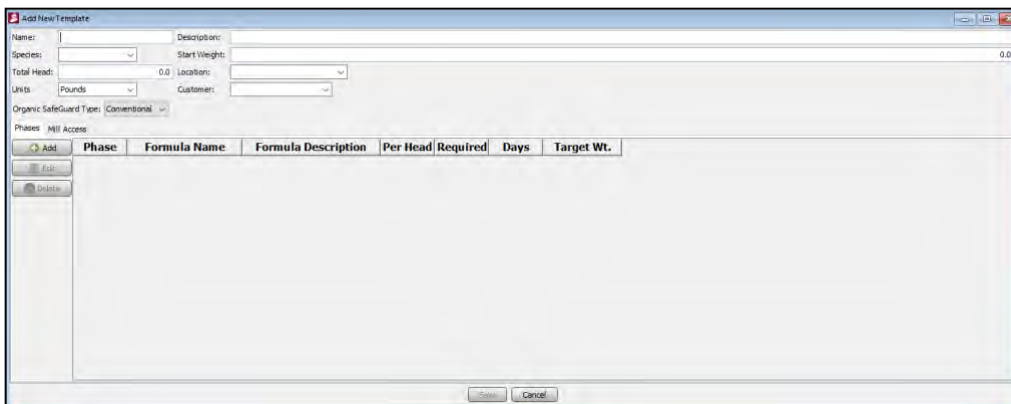 Add New Template
Name: Description:
Species: Start Weight: 0.0
Total Head: 0.0 Location:
Units Pounds Customer:
Organic SafeGuard Type: Conventional
Phases Mill Access
Add Phase Formula Name Formula Description Per Head Required Days Target Wt.
Edit
Delete
Save Cancel